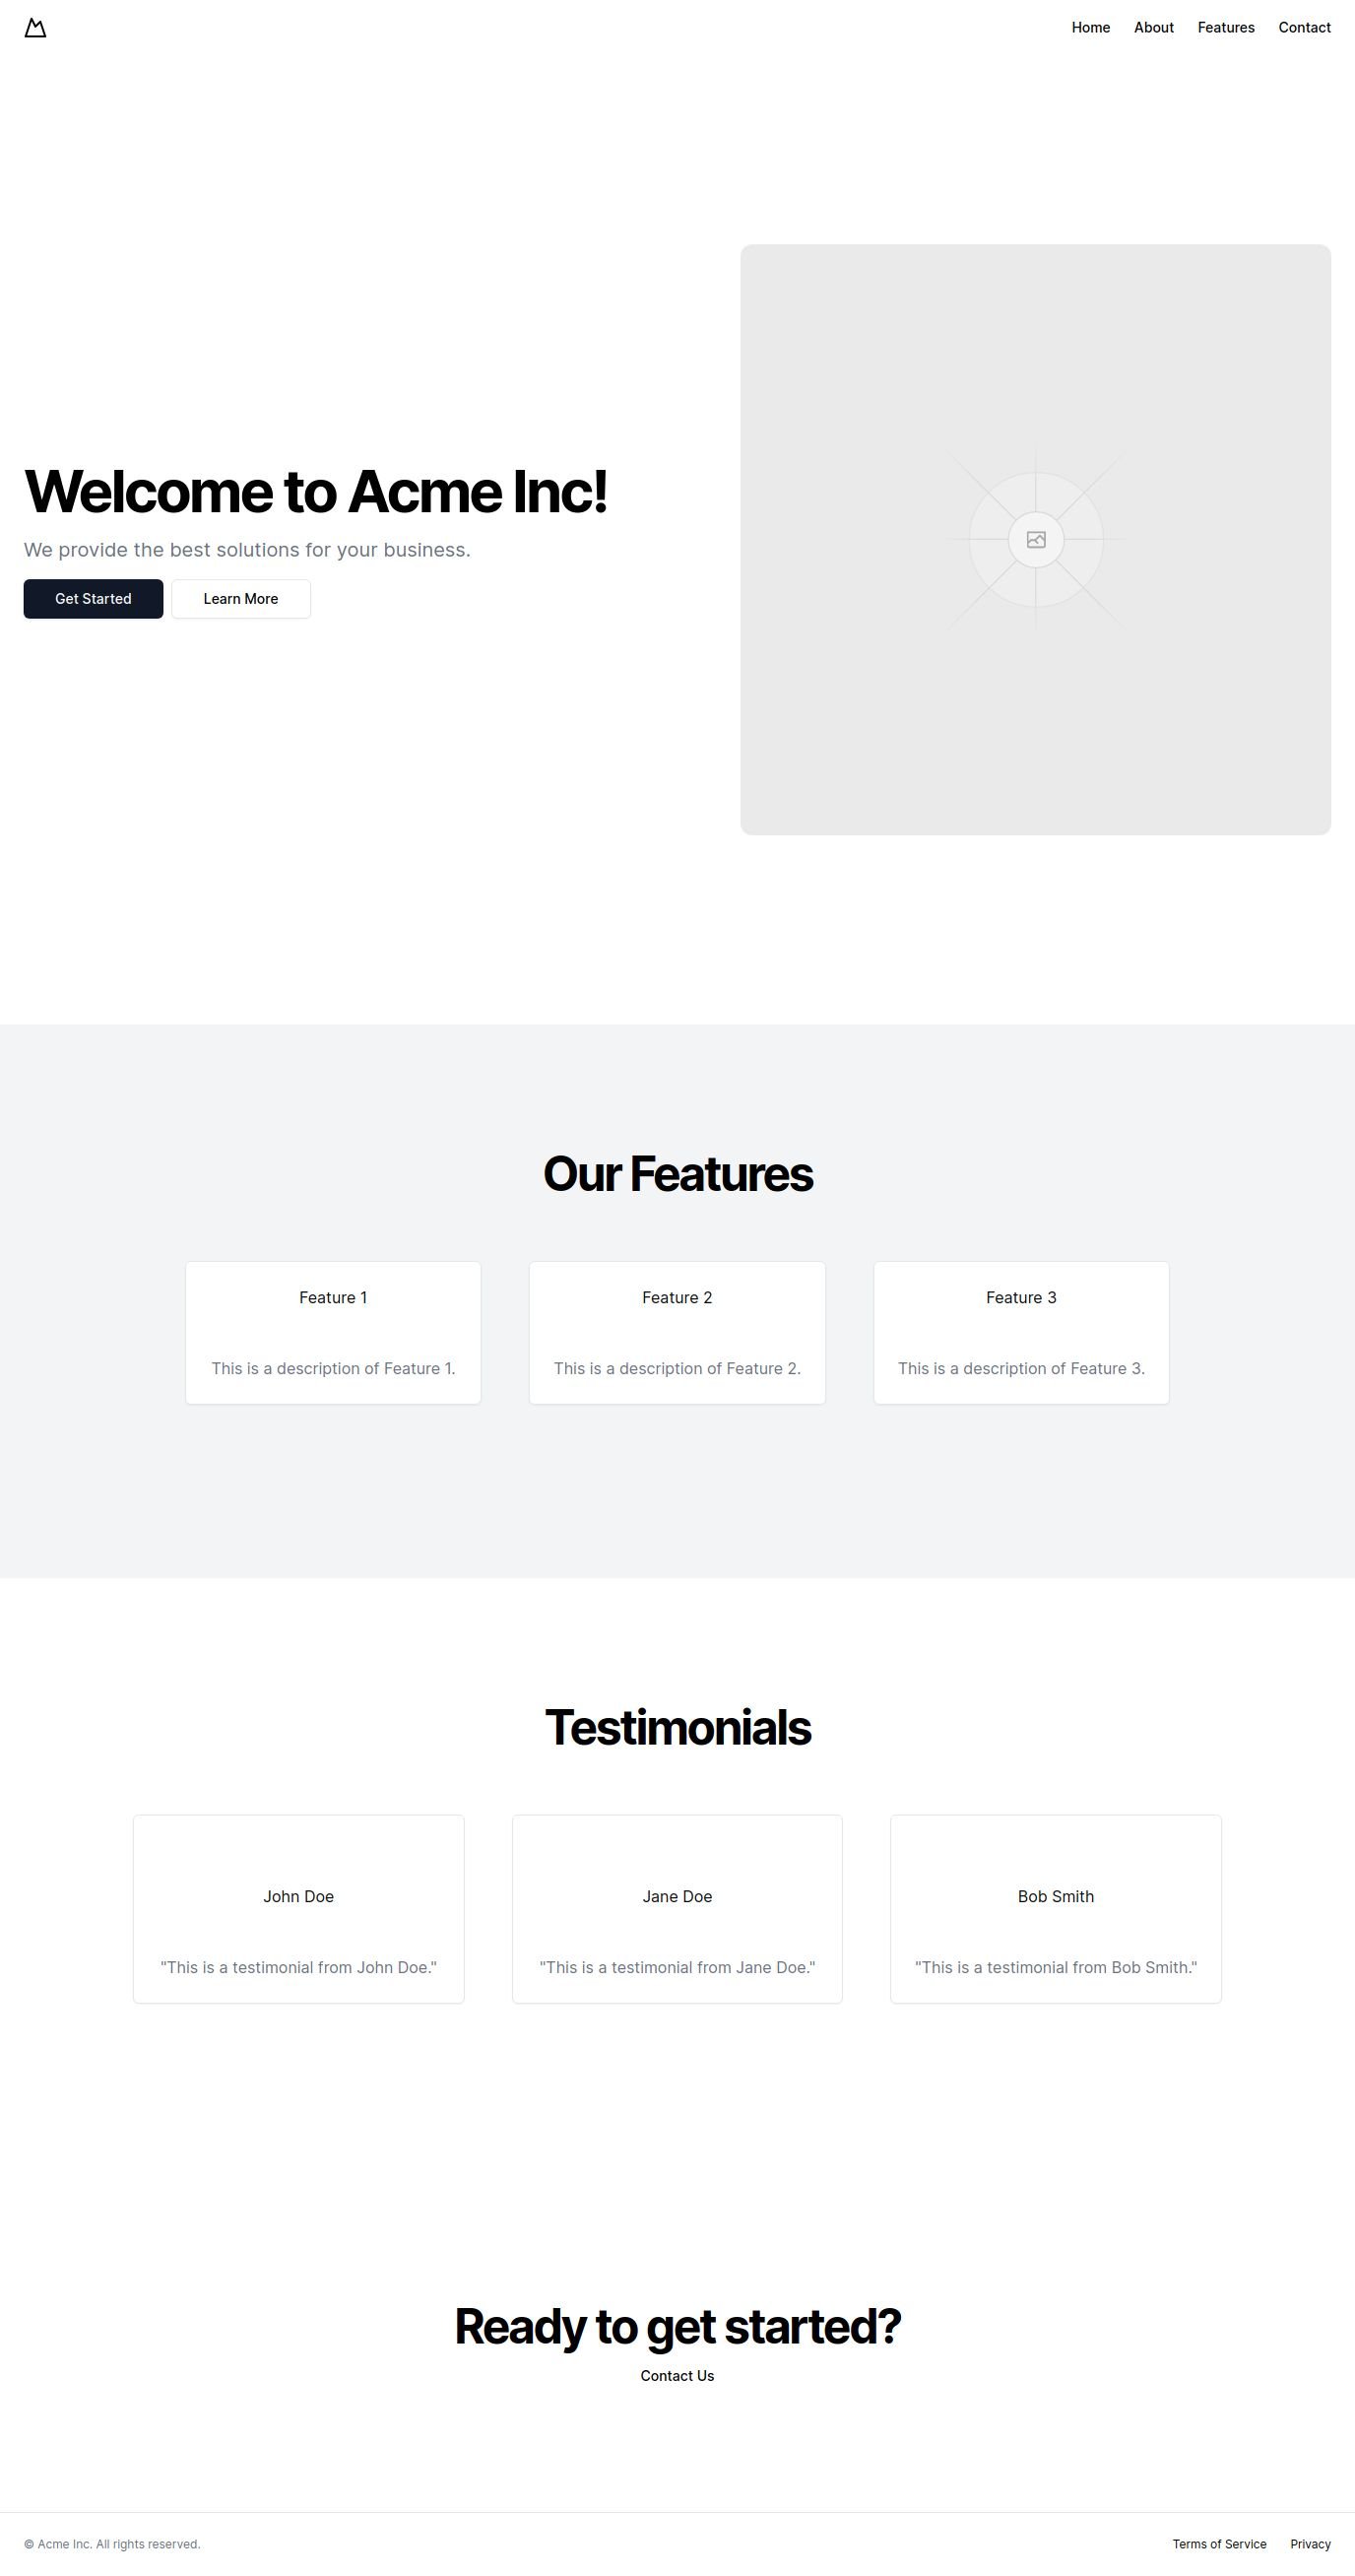 Home About Features Contact
Welcome to Acme Inc!
We provide the best solutions for your business.
Get Started Learn More
Our Features
Feature 1
This is a description of Feature 1.
Feature 2
This is a description of Feature 2.
Feature 3
This is a description of Feature 3.
Testimonials
John Doe
"This is a testimonial from John Doe."
Jane Doe
"This is a testimonial from Jane Doe."
Bob Smith
"This is a testimonial from Bob Smith."
Ready to get started?
Contact Us
© Acme Inc. All rights reserved.
Terms of Service Privacy